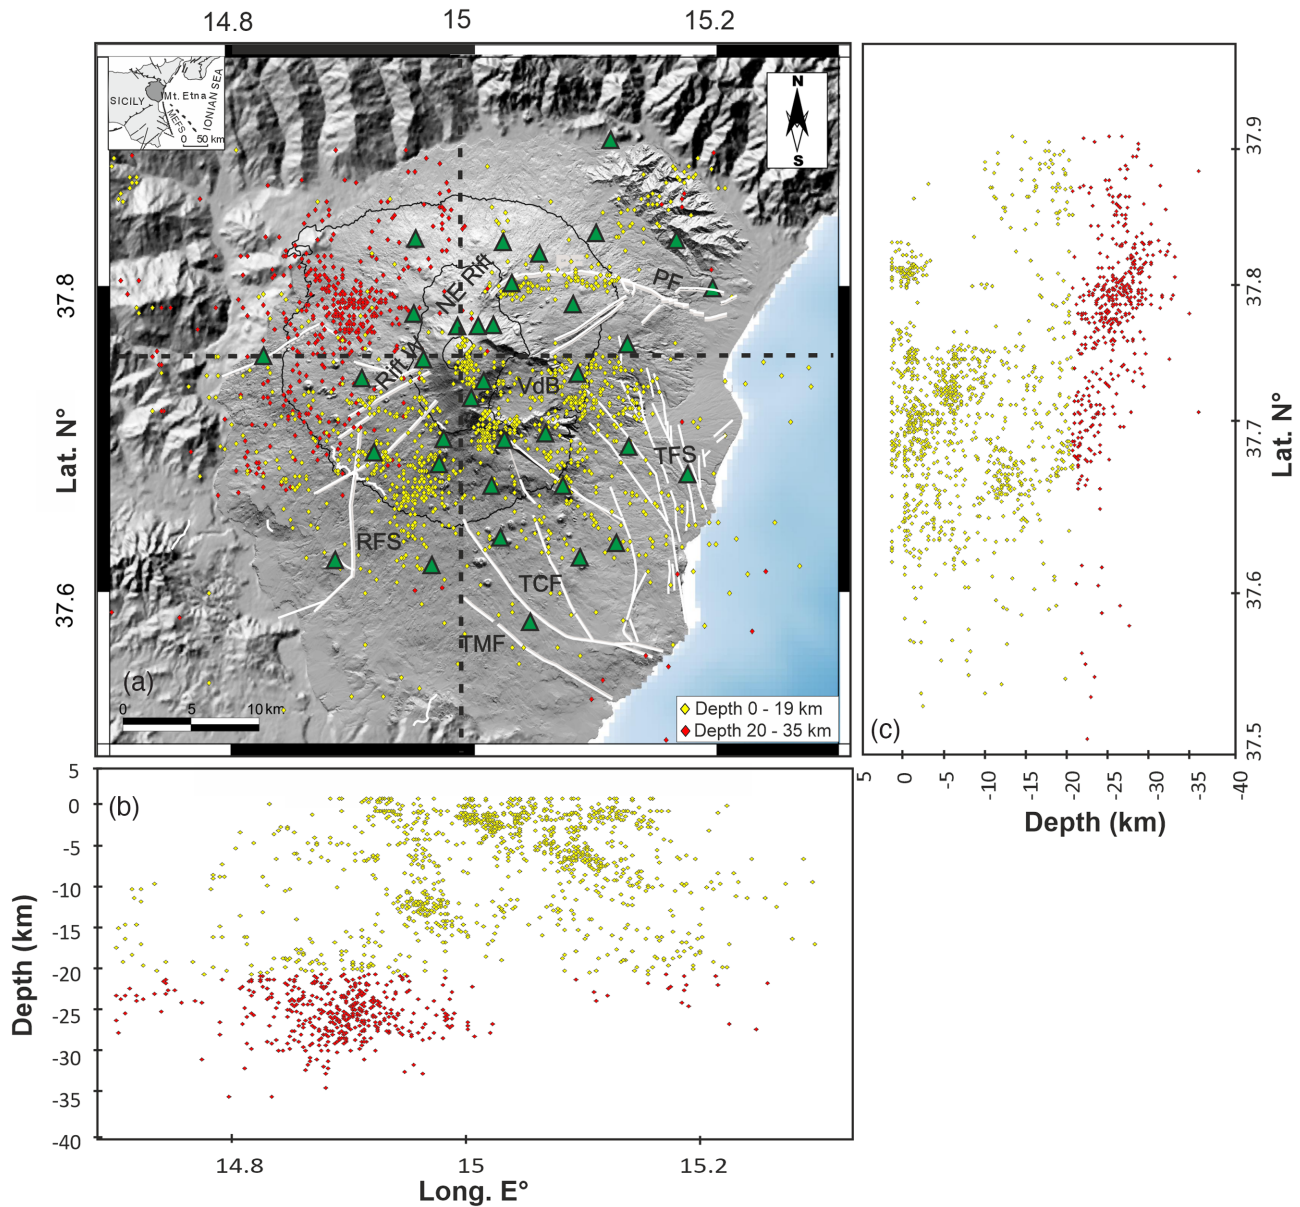 14.8 15 15.2
SICILY
Mt. Etna
IONIAN SEA
MEFS
0 50 km
N
S
37.8
Lat. N°
37.6
NE Rift
PF
Rift W
VdB
TFS
RFS
TCF
TMF
(a)
0 5 10 km
Depth 0 - 19 km
Depth 20 - 35 km
37.9
37.8
37.7
37.6
37.5
Lat. N°
(c)
5 0 -5 -10 -15 -20 -25 -30 -35 -40
Depth (km)
(b)
5
0
-5
-10
-15
-20
-25
-30
-35
-40
Depth (km)
14.8 15 15.2
Long. E°